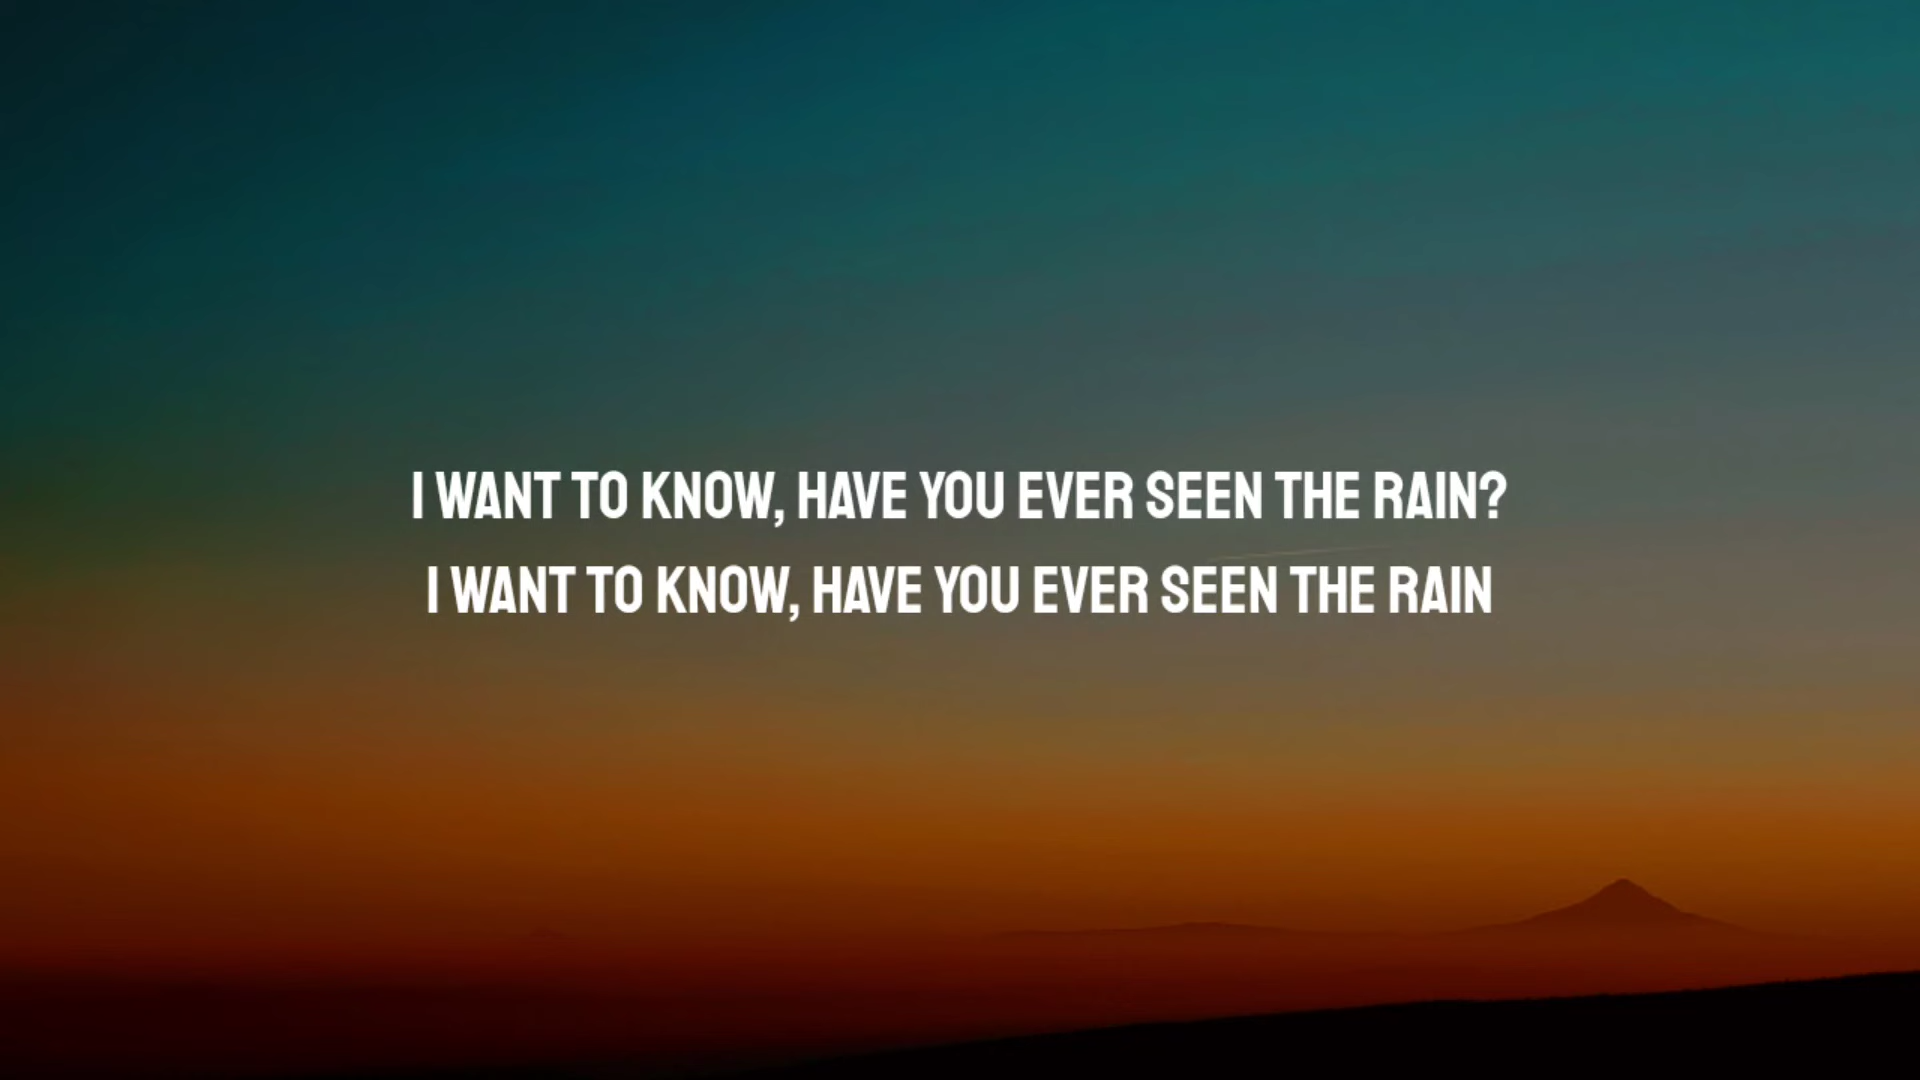 I WANT TO KNOW, HAVE YOU EVER SEEN THE RAIN?
I WANT TO KNOW, HAVE YOU EVER SEEN THE RAIN